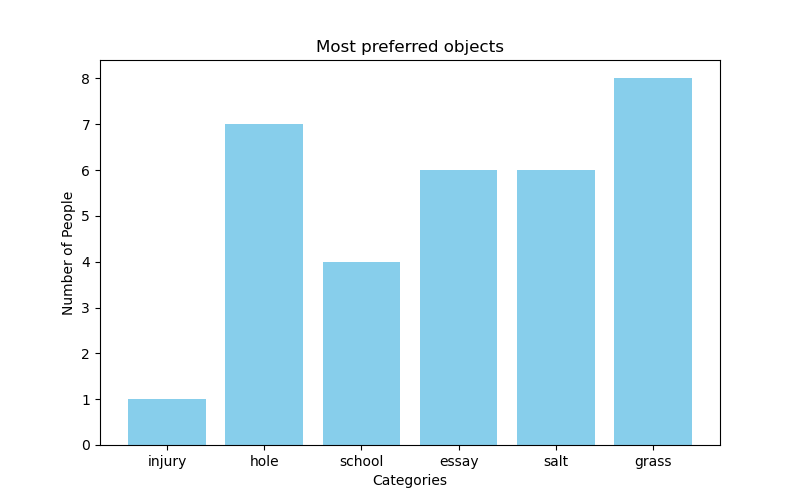 Most preferred objects
8
7
6
5
4
3
2
1
0
Number of People
injury hole school essay salt grass
Categories